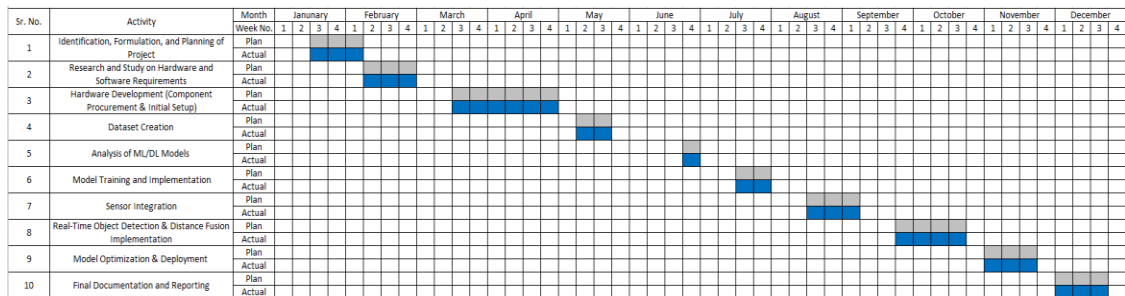 Sr. No. Activity Month Janunary February March April May June July August September October November December
Week No. 1 2 3 4 1 2 3 4 1 2 3 4 1 2 3 4 1 2 3 4 1 2 3 4 1 2 3 4 1 2 3 4 1 2 3 4 1 2 3 4 1 2 3 4 1 2 3 4
1 Identification, Formulation, and Planning of Plan
Project Actual
2 Research and Study on Hardware and Plan
Software Requirements Actual
3 Hardware Development (Component Plan
Procurement & Initial Setup) Actual
4 Dataset Creation Plan
Actual
5 Analysis of ML/DL Models Plan
Actual
6 Model Training and Implementation Plan
Actual
7 Sensor Integration Plan
Actual
8 Real-Time Object Detection & Distance Fusion Plan
Implementation Actual
9 Model Optimization & Deployment Plan
Actual
10 Final Documentation and Reporting Plan
Actual